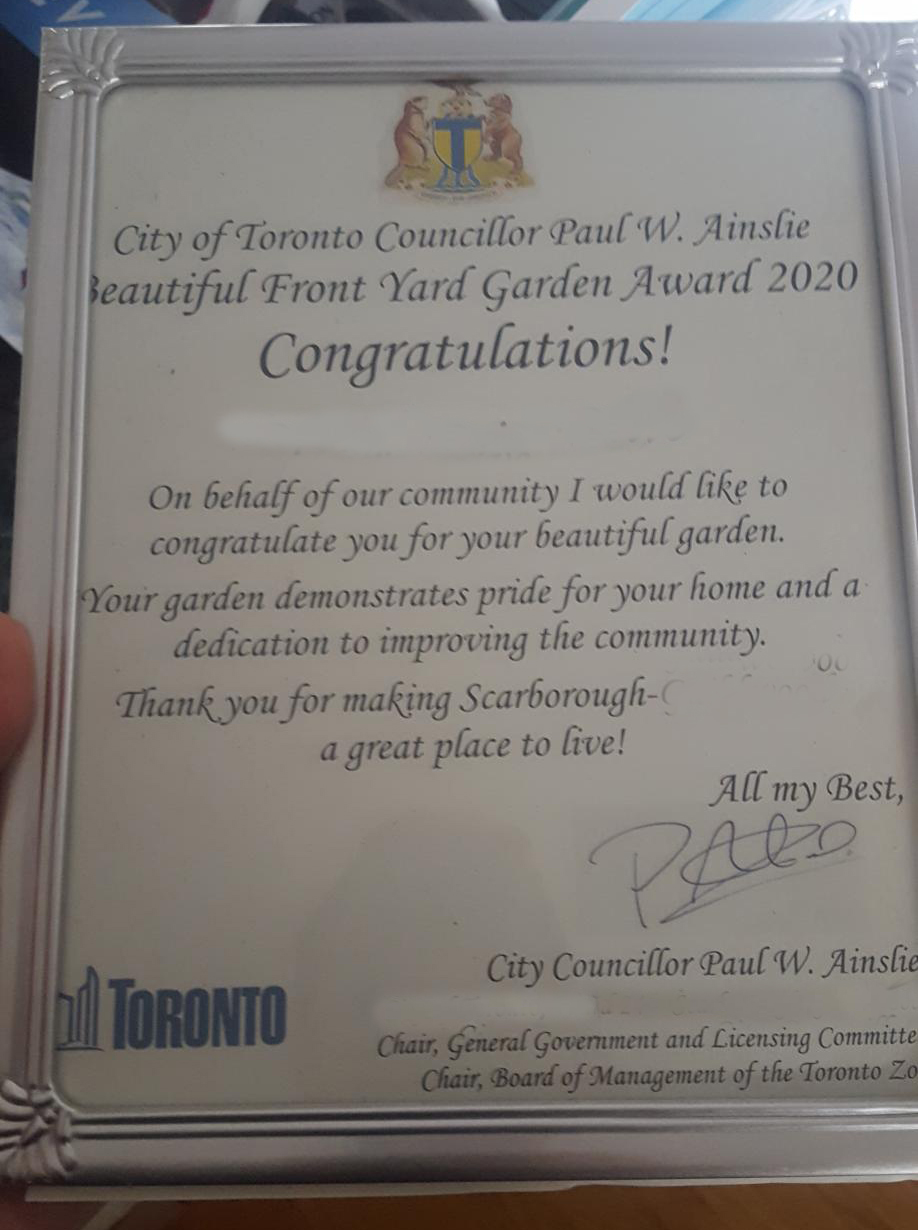 City of Toronto Councillor Paul W. Ainslie
Beautiful Front Yard Garden Award 2020
Congratulations!
On behalf of our community I would like to
congratulate you for your beautiful garden.
Your garden demonstrates pride for your home and a
dedication to improving the community.
Thank you for making Scarborough-
a great place to live!
All my Best,
City Councillor Paul W. Ainslie
TORONTO
Chair, General Government and Licensing Committe
Chair, Board of Management of the Toronto Zo